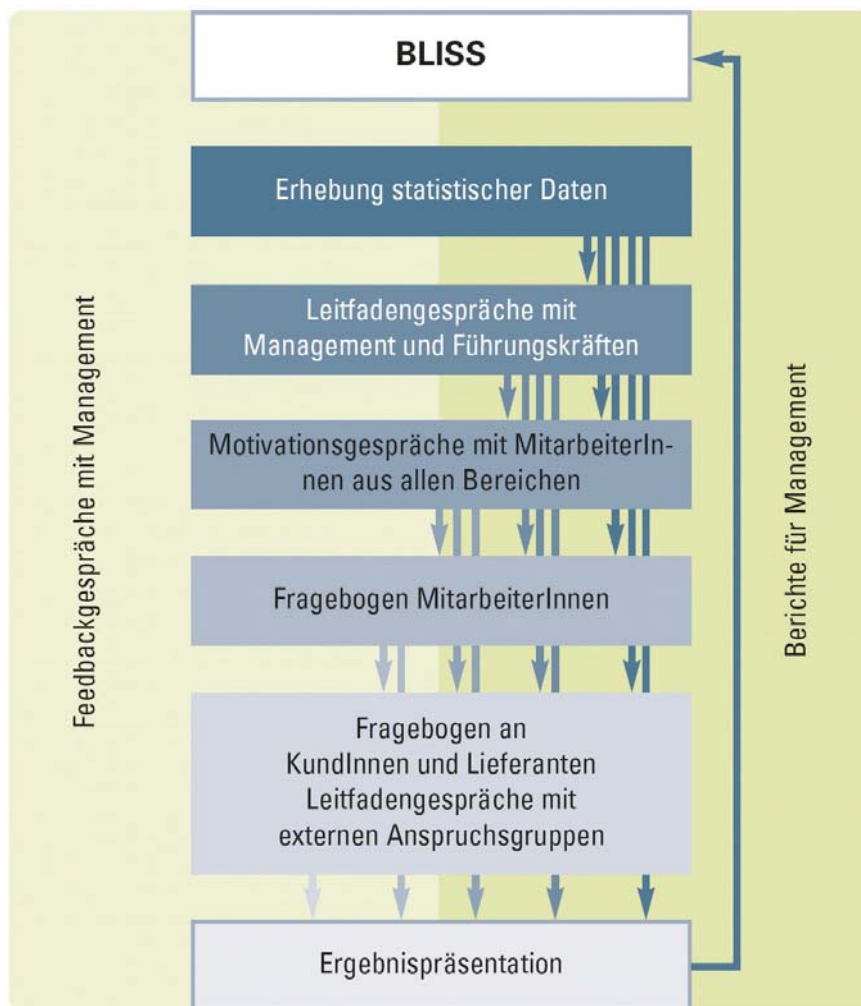 BLISS
Erhebung statistischer Daten
Leitfadengespräche mit
Management und Führungskräften
Motivationsgespräche mit MitarbeiterIn-
nen aus allen Bereichen
Fragebogen MitarbeiterInnen
Fragebogen an
KundInnen und Lieferanten
Leitfadengespräche mit
externen Anspruchsgruppen
Ergebnispräsentation
Feedbackgespräche mit Management
Berichte für Management